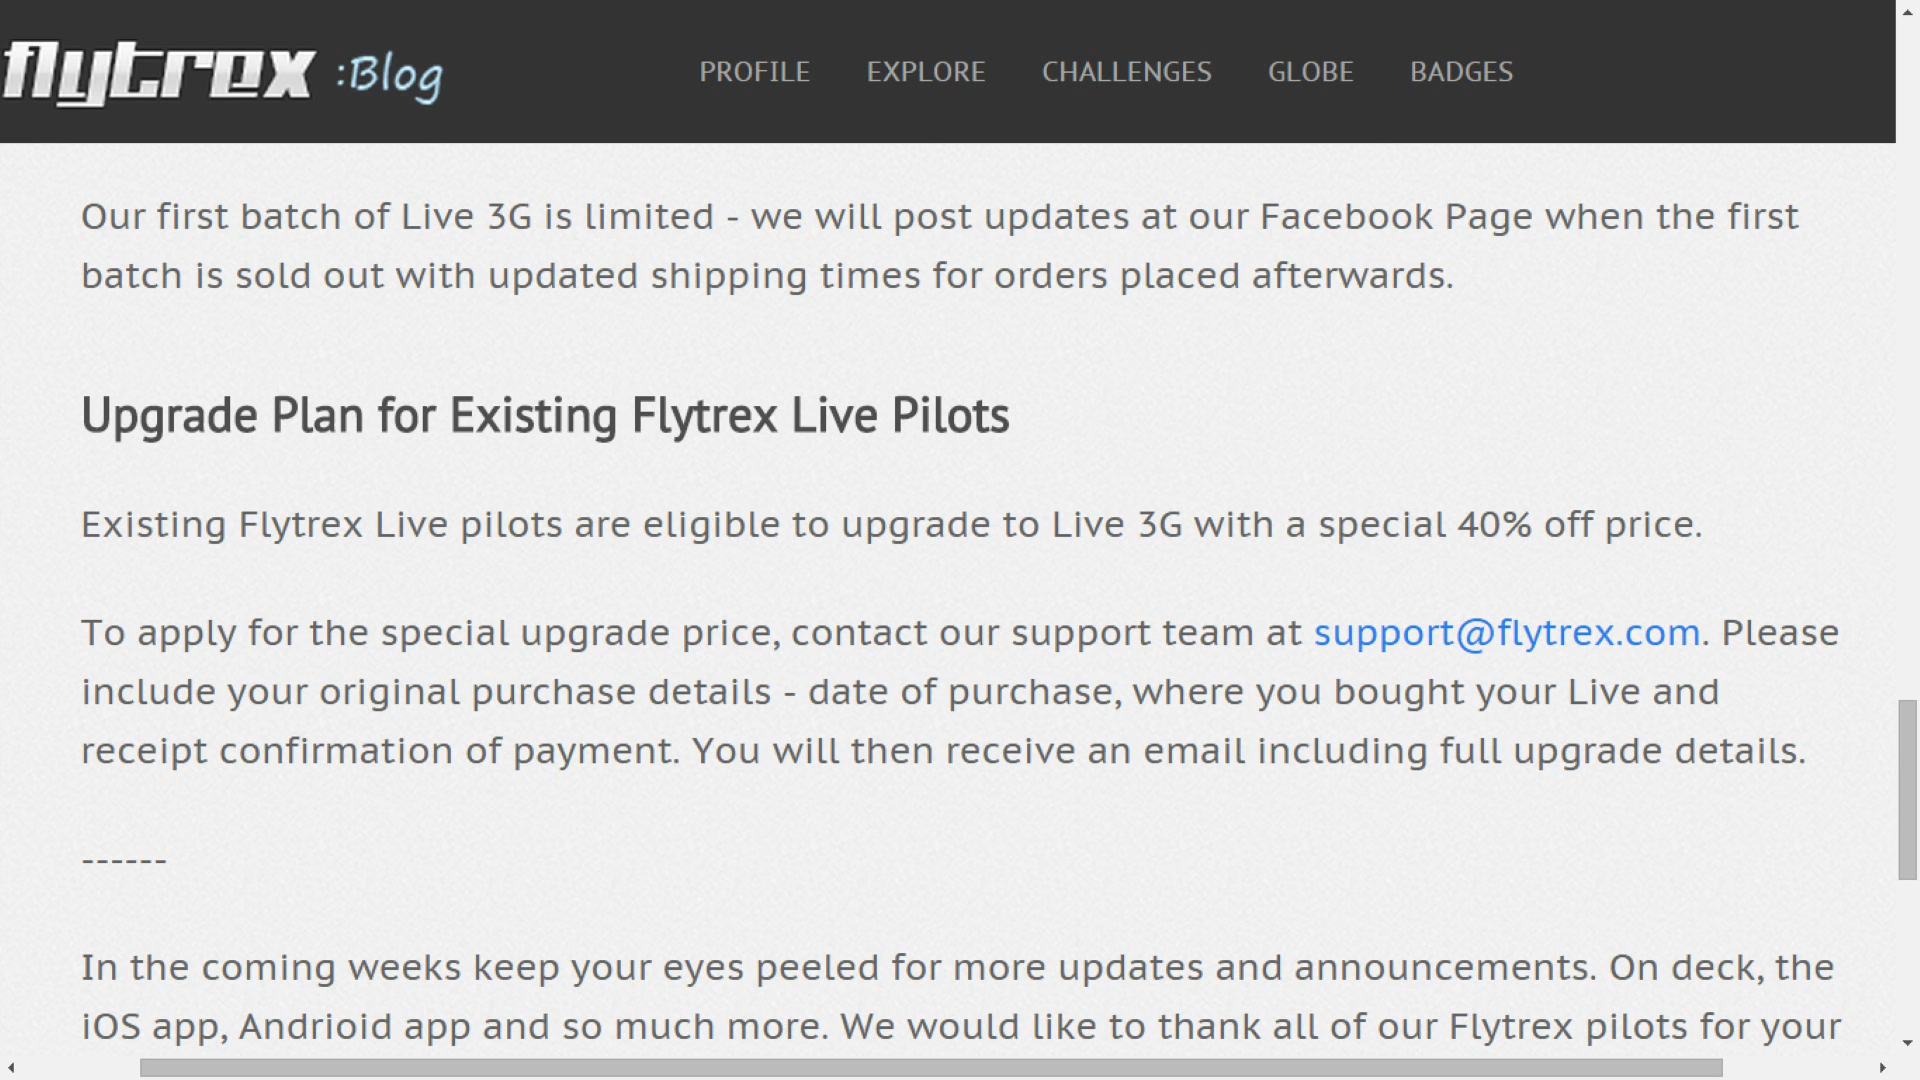 flytrex :Blog
PROFILE EXPLORE CHALLENGES GLOBE BADGES
Our first batch of Live 3G is limited - we will post updates at our Facebook Page when the first
batch is sold out with updated shipping times for orders placed afterwards.
Upgrade Plan for Existing Flytrex Live Pilots
Existing Flytrex Live pilots are eligible to upgrade to Live 3G with a special 40% off price.
To apply for the special upgrade price, contact our support team at support@flytrex.com. Please
include your original purchase details - date of purchase, where you bought your Live and
receipt confirmation of payment. You will then receive an email including full upgrade details.
------
In the coming weeks keep your eyes peeled for more updates and announcements. On deck, the
iOS app, Andrioid app and so much more. We would like to thank all of our Flytrex pilots for your